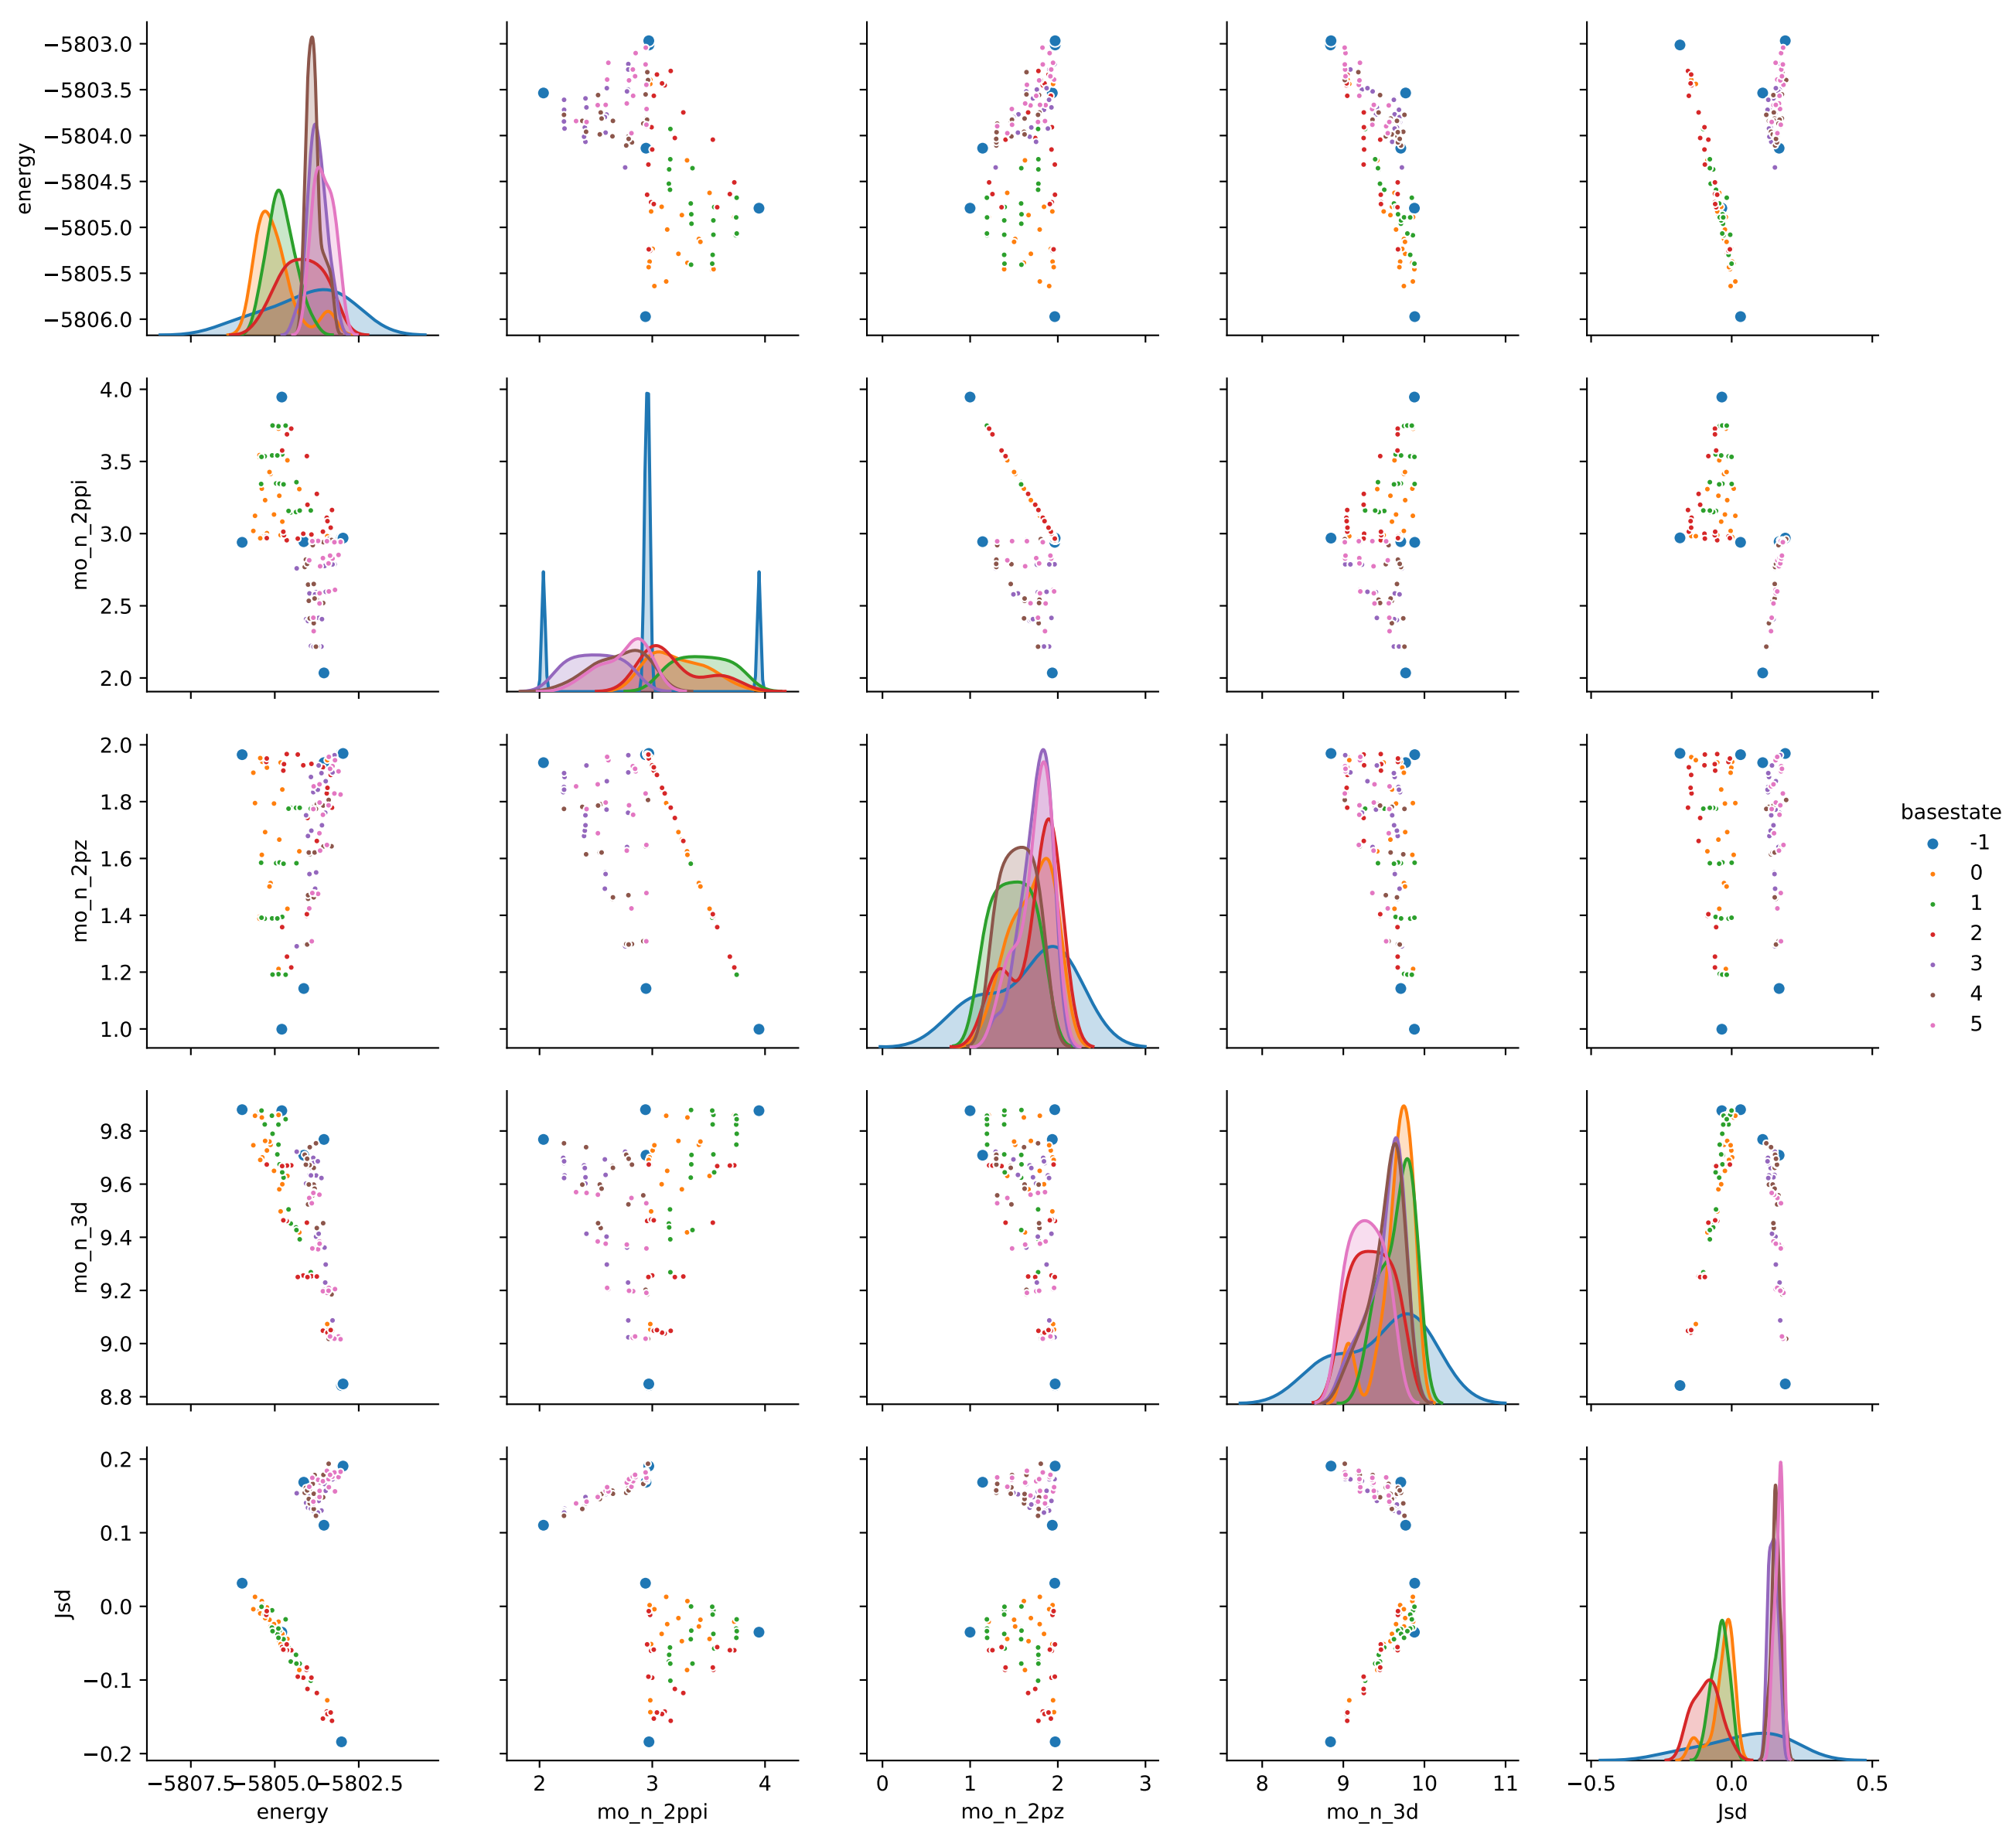 −5803.0
−5803.5
−5804.0
−5804.5
−5805.0
−5805.5
−5806.0
energy
4.0
3.5
3.0
2.5
2.0
mo_n_2ppi
2.0
1.8
1.6
1.4
1.2
1.0
mo_n_2pz
basestate
-1
0
1
2
3
4
5
9.8
9.6
9.4
9.2
9.0
8.8
mo_n_3d
0.2
0.1
0.0
−0.1
−0.2
Jsd
−5807.5 −5805.0 −5802.5
energy
2 3 4
mo_n_2ppi
0 1 2 3
mo_n_2pz
8 9 10 11
mo_n_3d
−0.5 0.0 0.5
Jsd